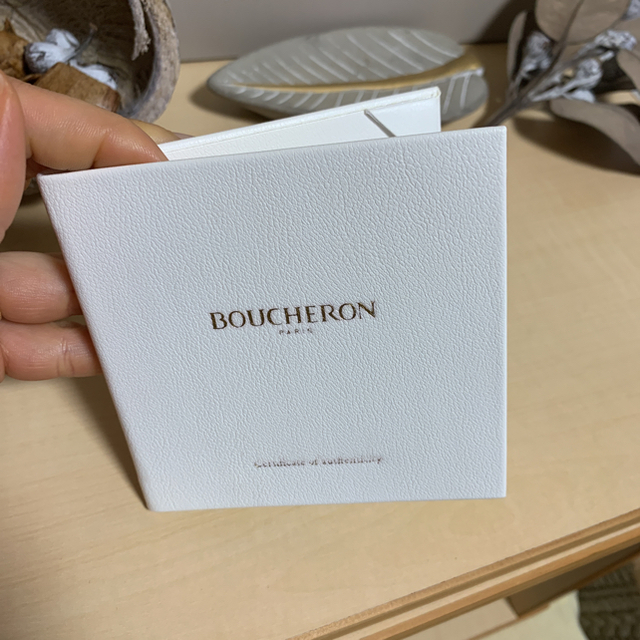 BOUCHERON
PARIS
Certificate of authenticity